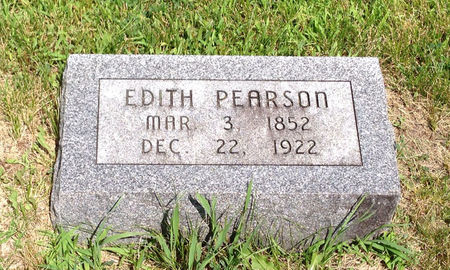 EDITH PEARSON
MAR. 3, 1852
DEC. 22, 1922